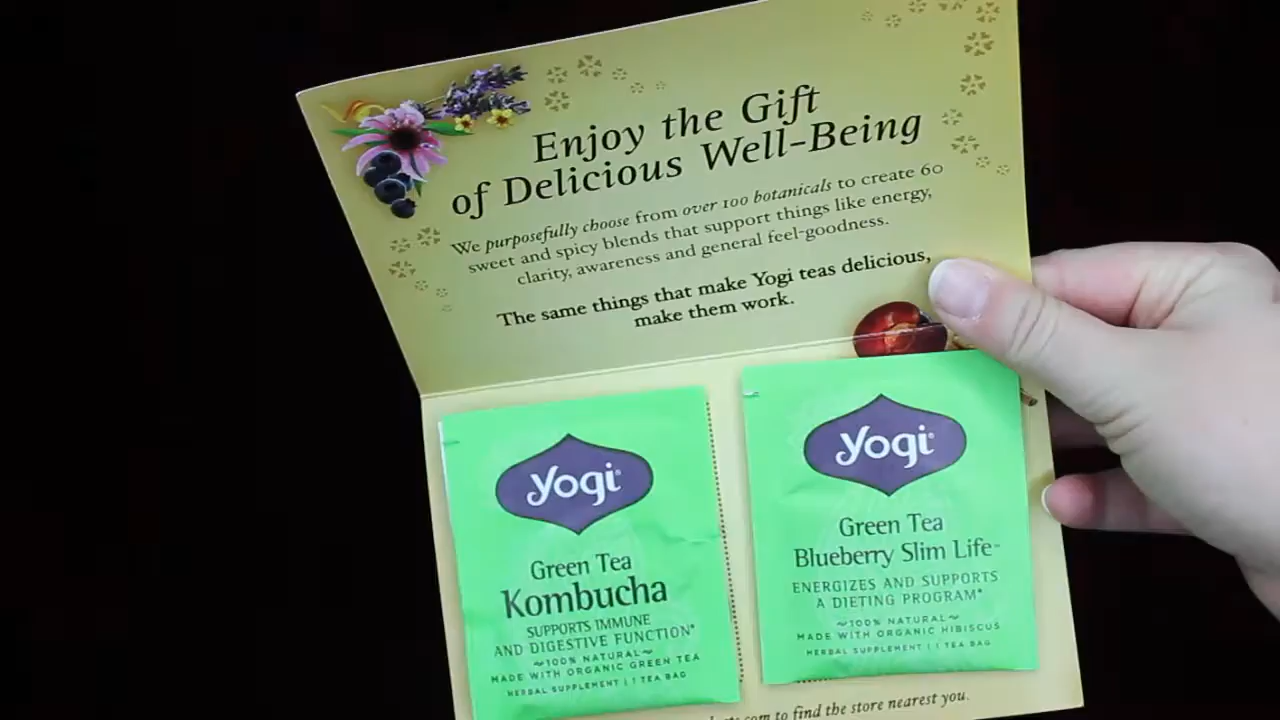 Enjoy the Gift
of Delicious Well-Being
We purposefully choose from over 100 botanicals to create 60
sweet and spicy blends that support things like energy,
clarity, awareness and general feel-goodness.
The same things that make Yogi teas delicious,
make them work.
yogi®
Green Tea
Kombucha
SUPPORTS IMMUNE
AND DIGESTIVE FUNCTION*
~100% NATURAL~
MADE WITH ORGANIC GREEN TEA
HERBAL SUPPLEMENT | 1 TEA BAG
yogi®
Green Tea
Blueberry Slim Life™
ENERGIZES AND SUPPORTS
A DIETING PROGRAM*
~100% NATURAL~
MADE WITH ORGANIC HIBISCUS
HERBAL SUPPLEMENT | 1 TEA BAG
.com to find the store nearest you.